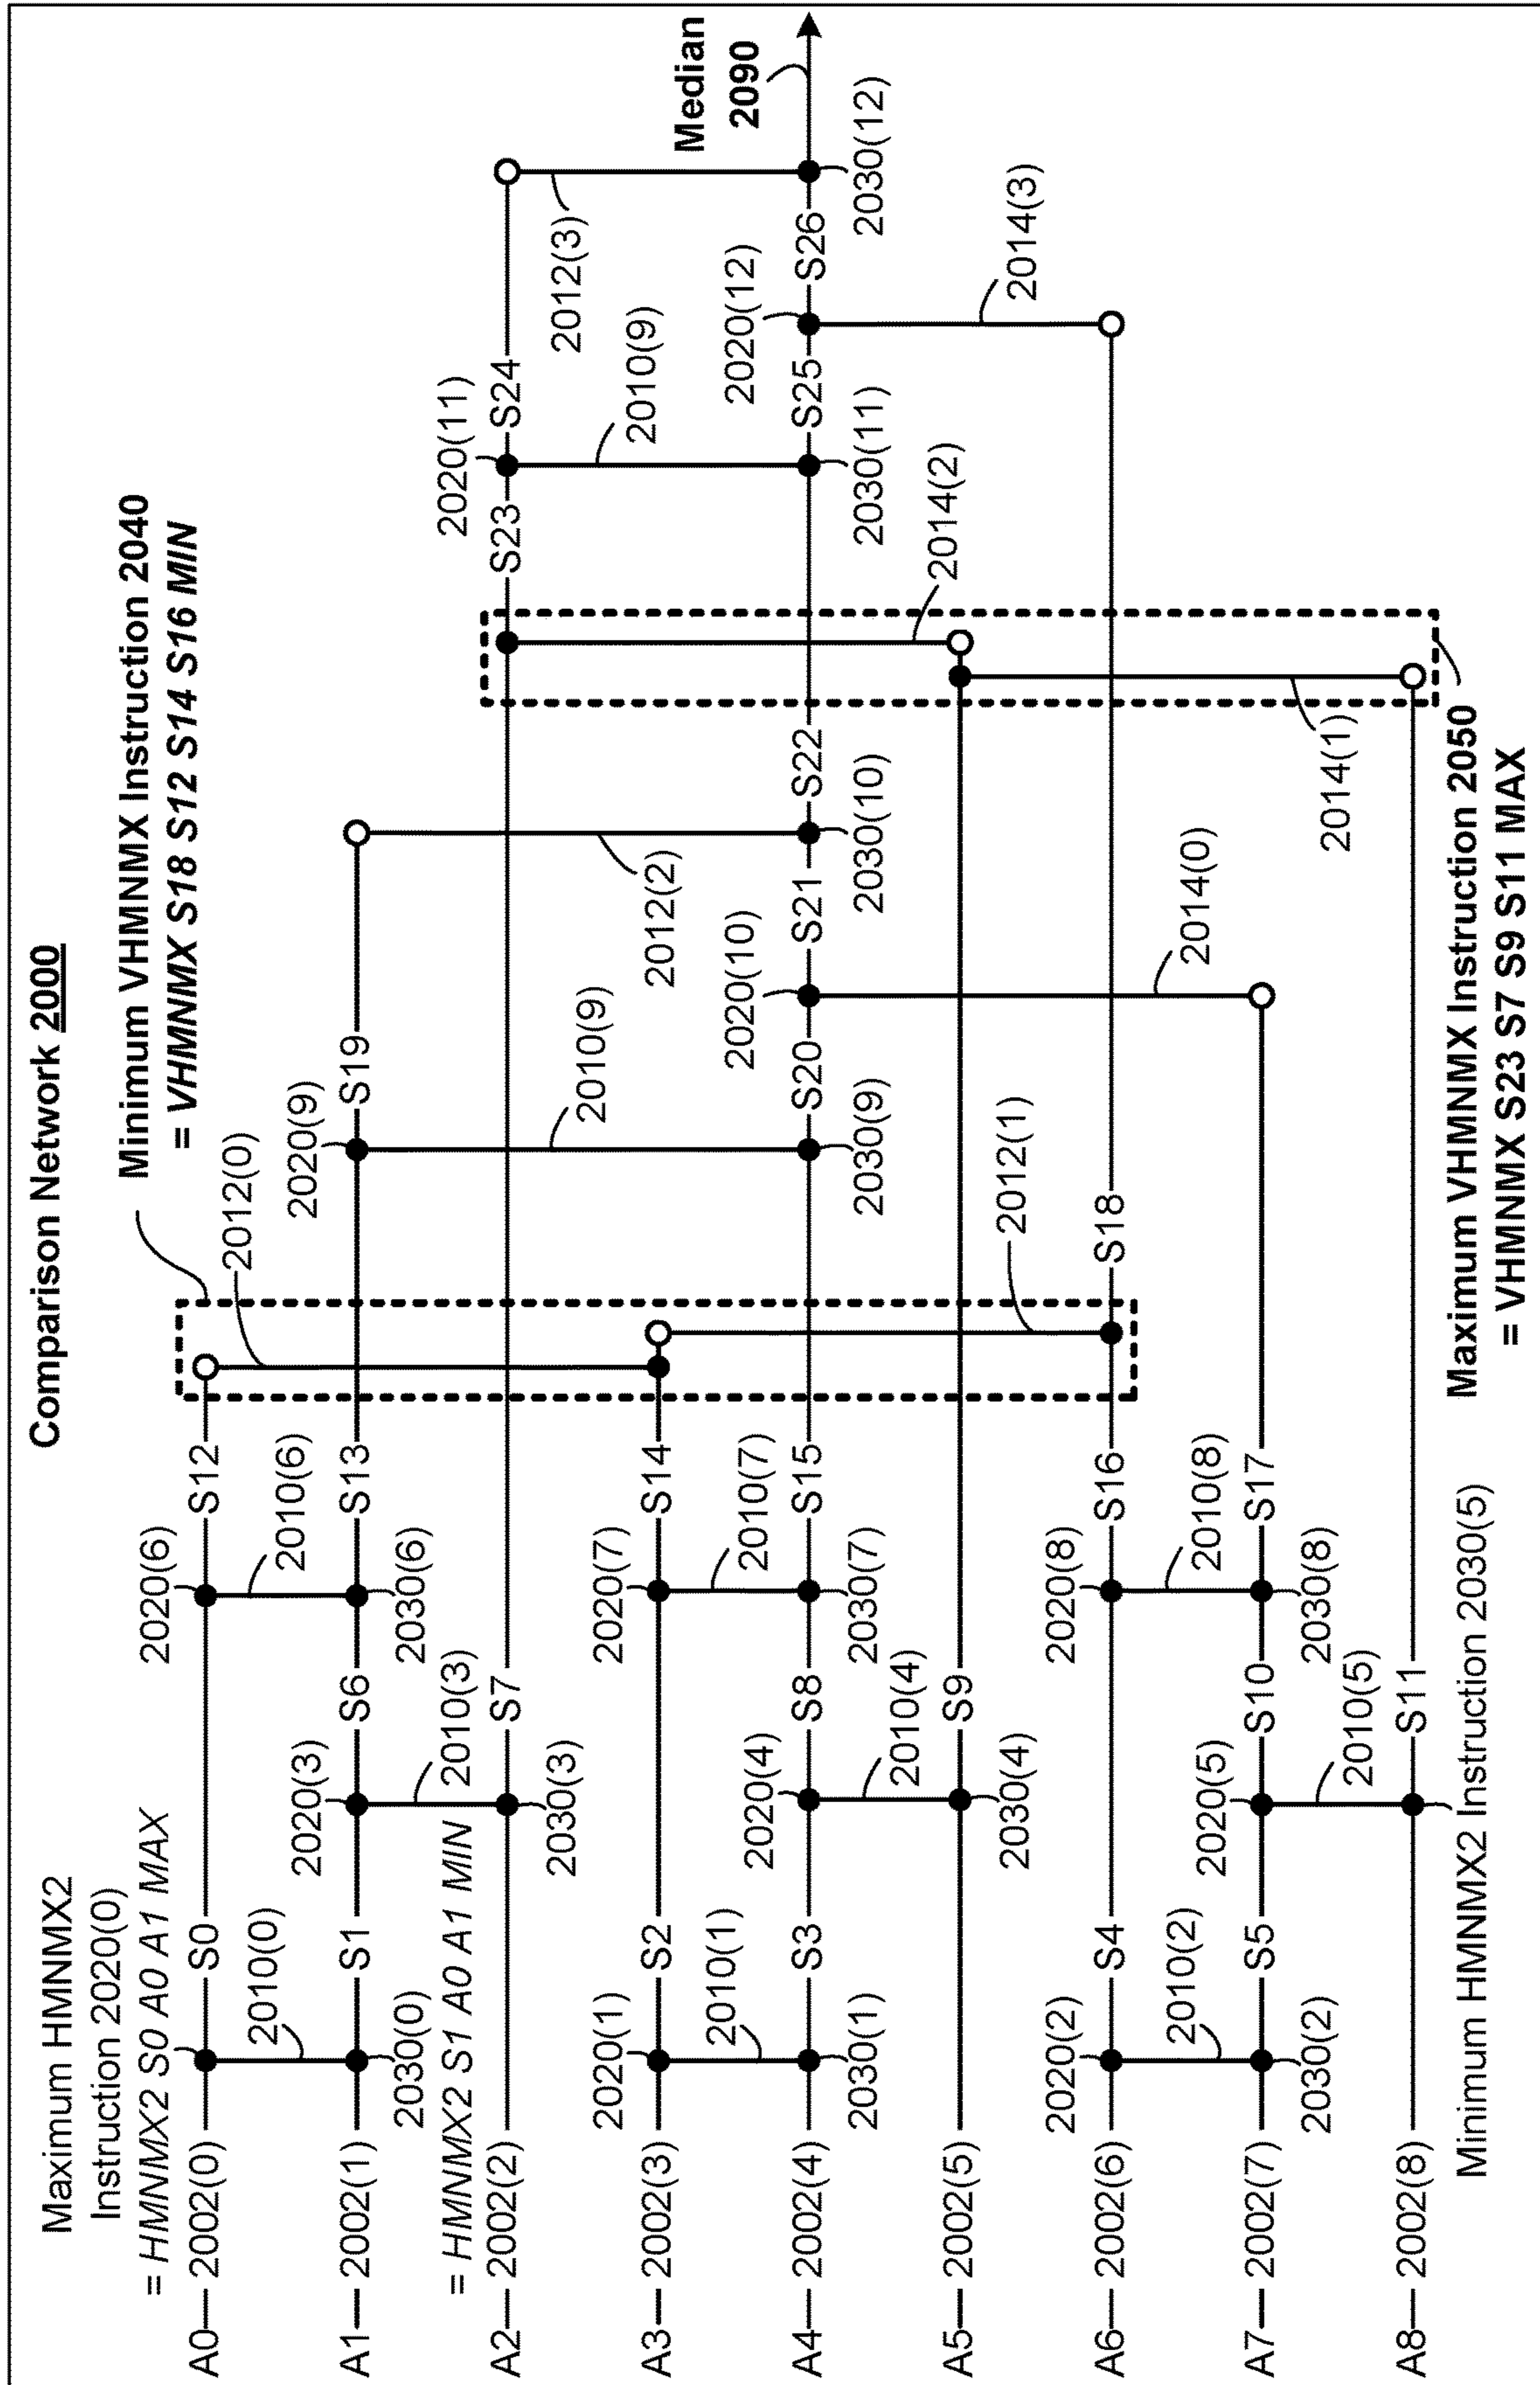 Comparison Network 2000
Maximum HMNMX2
Instruction 2020(0)
= HMNMX2 S0 A0 A1 MAX
Minimum VHMNMX Instruction 2040
= VHMNMX S18 S12 S14 S16 MIN
A0 2002(0) S0 2020(6) S12 2012(0)
2010(0) 2010(6)
A1 2002(1) S1 2020(3) S6 S13 2020(9) S19
2030(0) 2030(6)
= HMNMX2 S1 A0 A1 MIN
2010(3)
A2 2002(2) S7 S23 2020(11) S24
2030(3)
2010(9) 2012(2) 2010(9) 2012(3)
Median
2090
A3 2002(3) 2020(1) S2 2020(7) S14
2010(1) 2020(4) 2010(7) 2020(10) 2020(12)
A4 2002(4) S3 S8 S15 S20 S21 S22 S25 S26
2030(1) 2030(7) 2030(9) 2030(10) 2030(11) 2030(12)
2010(4)
A5 2002(5) S9 2012(1) 2014(2) 2014(3)
2030(4)
A6 2002(6) 2020(2) S4 2020(8) S16 S18
2010(2) 2020(5) 2010(8) 2014(0)
A7 2002(7) S5 S10 S17
2030(2) 2030(8)
2010(5) 2014(1)
A8 2002(8) S11
Minimum HMNMX2 Instruction 2030(5)
Maximum VHMNMX Instruction 2050
= VHMNMX S23 S7 S9 S11 MAX